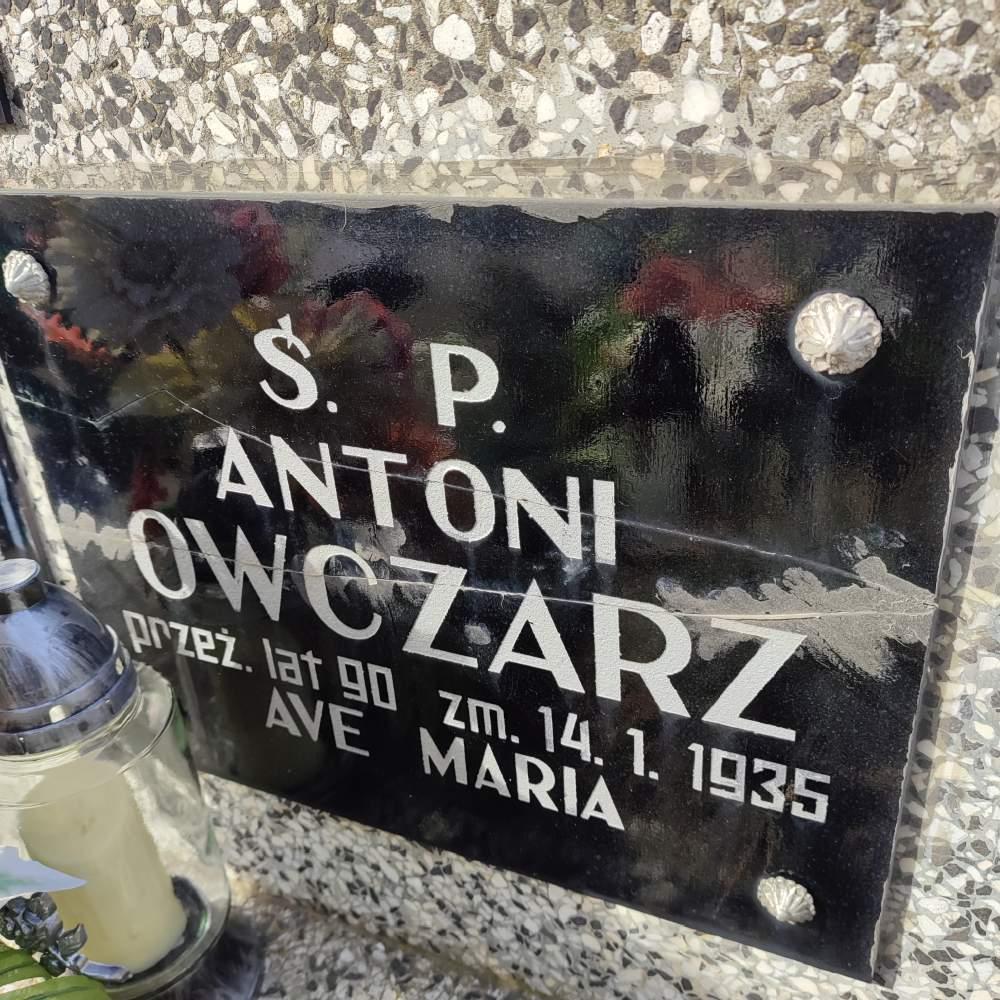 Ś. P.
ANTONI
OWCZARZ
przeż. lat 90 zm. 14. 1. 1935
AVE MARIA